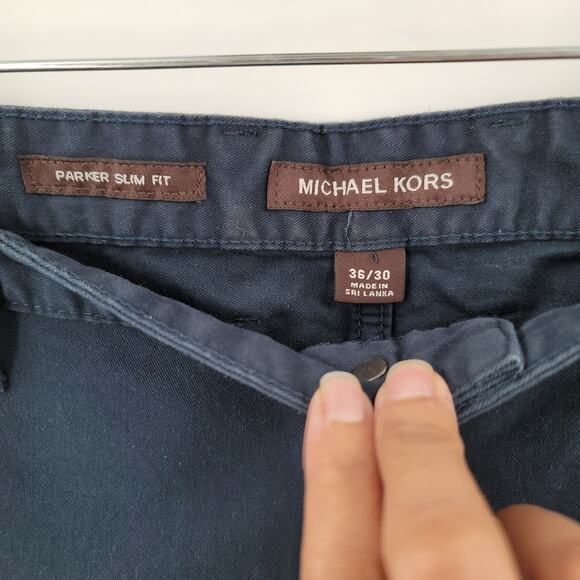 PARKER SLIM FIT
MICHAEL KORS
36/30
MADE IN
SRI LANKA